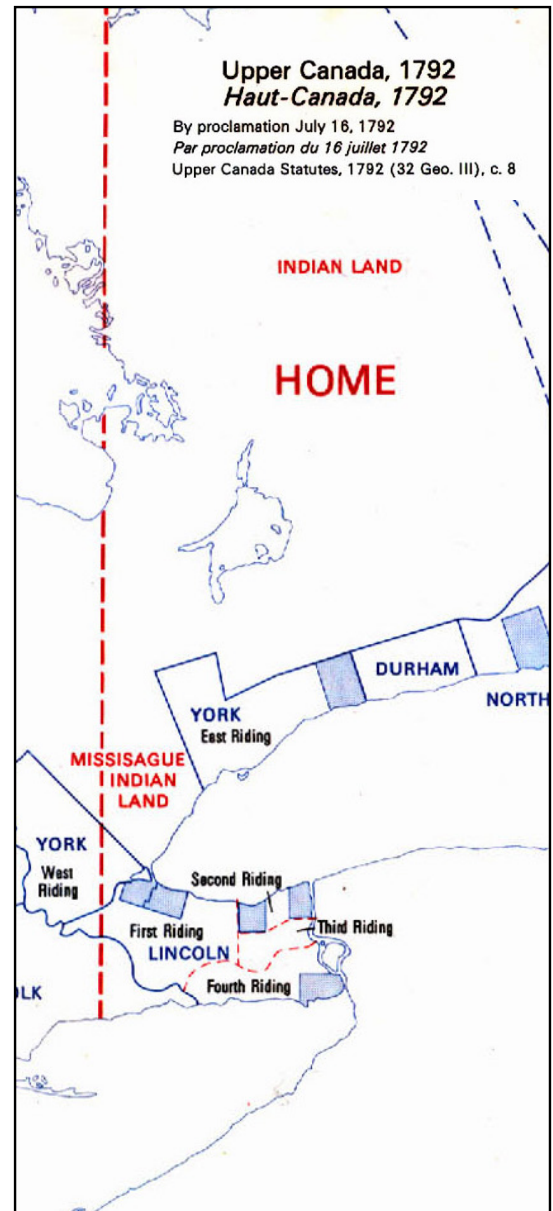 Upper Canada, 1792
Haut-Canada, 1792
By proclamation July 16, 1792
Par proclamation du 16 juillet 1792
Upper Canada Statutes, 1792 (32 Geo. III), c. 8
INDIAN LAND
HOME
DURHAM
NORTH
YORK
East Riding
MISSISAGUE
INDIAN
LAND
YORK
West
Riding
Second Riding
First Riding
Third Riding
LINCOLN
Fourth Riding
OLK